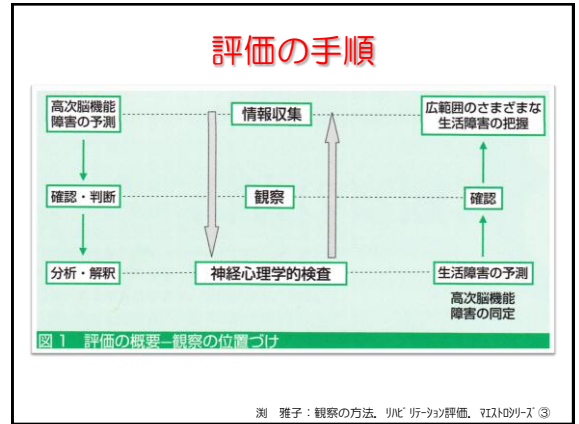 評価の手順
高次脳機能
障害の予測
情報収集
広範囲のさまざまな
生活障害の把握
確認・判断
観察
確認
分析・解釈
神経心理学的検査
生活障害の予測
高次脳機能
障害の同定
図1 評価の概要−観察の位置づけ
渕 雅子：観察の方法．ﾘﾊﾋﾞﾘﾃｰｼｮﾝ評価．ﾏｴｽﾄﾛｼﾘｰｽﾞ③